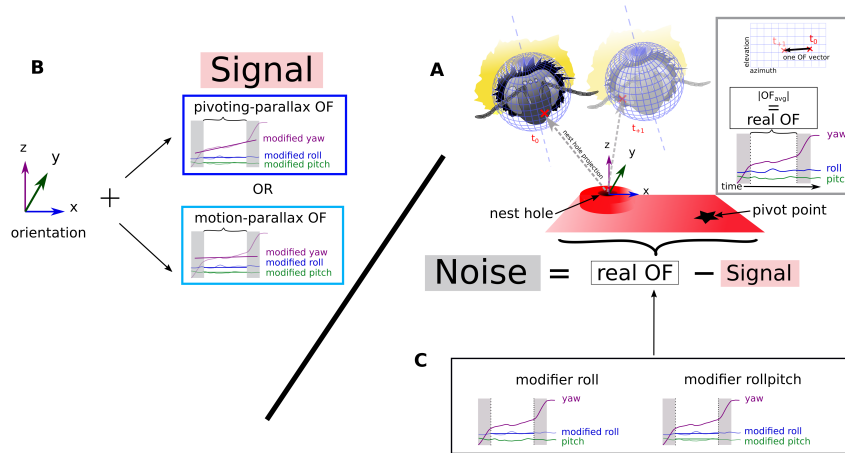 B
Signal
pivoting-parallax OF
modified yaw
modified roll
modified pitch
z
y
x
orientation
+
OR
motion-parallax OF
modified yaw
modified roll
modified pitch
A
t0
t+1
nest hole projection
z
y
x
nest hole
pivot point
t+1
t0
elevation
one OF vector
azimuth
|OFavg|
=
real OF
yaw
roll
pitc
time
Noise = real OF − Signal
C
modifier roll
yaw
modified roll
pitch
modifier rollpitch
yaw
modified roll
modified pitch